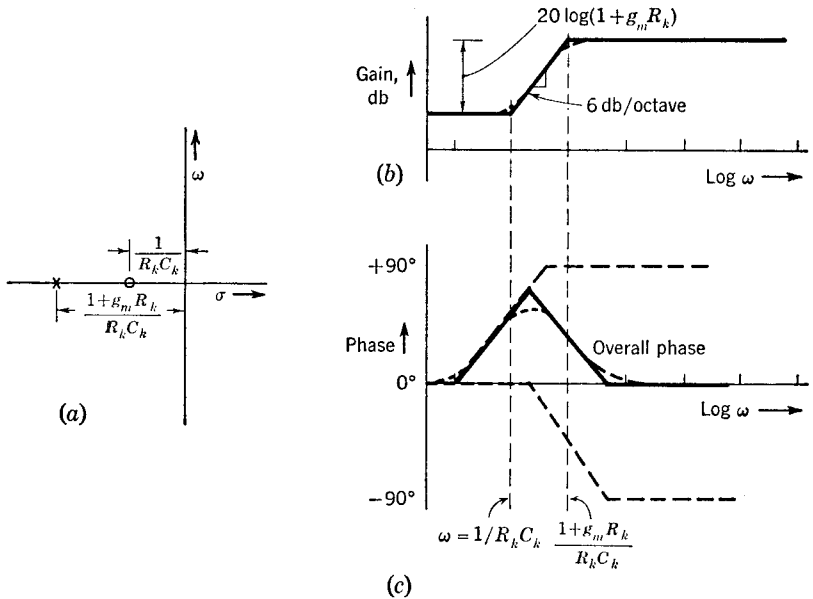 ω
1
R_kC_k
σ
1+g_mR_k
R_kC_k
(a)
20 log(1+g_mR_k)
Gain,
db
6 db/octave
Log ω
(b)
+90°
Phase
Overall phase
0°
Log ω
−90°
ω = 1/R_kC_k
1+g_mR_k
R_kC_k
(c)